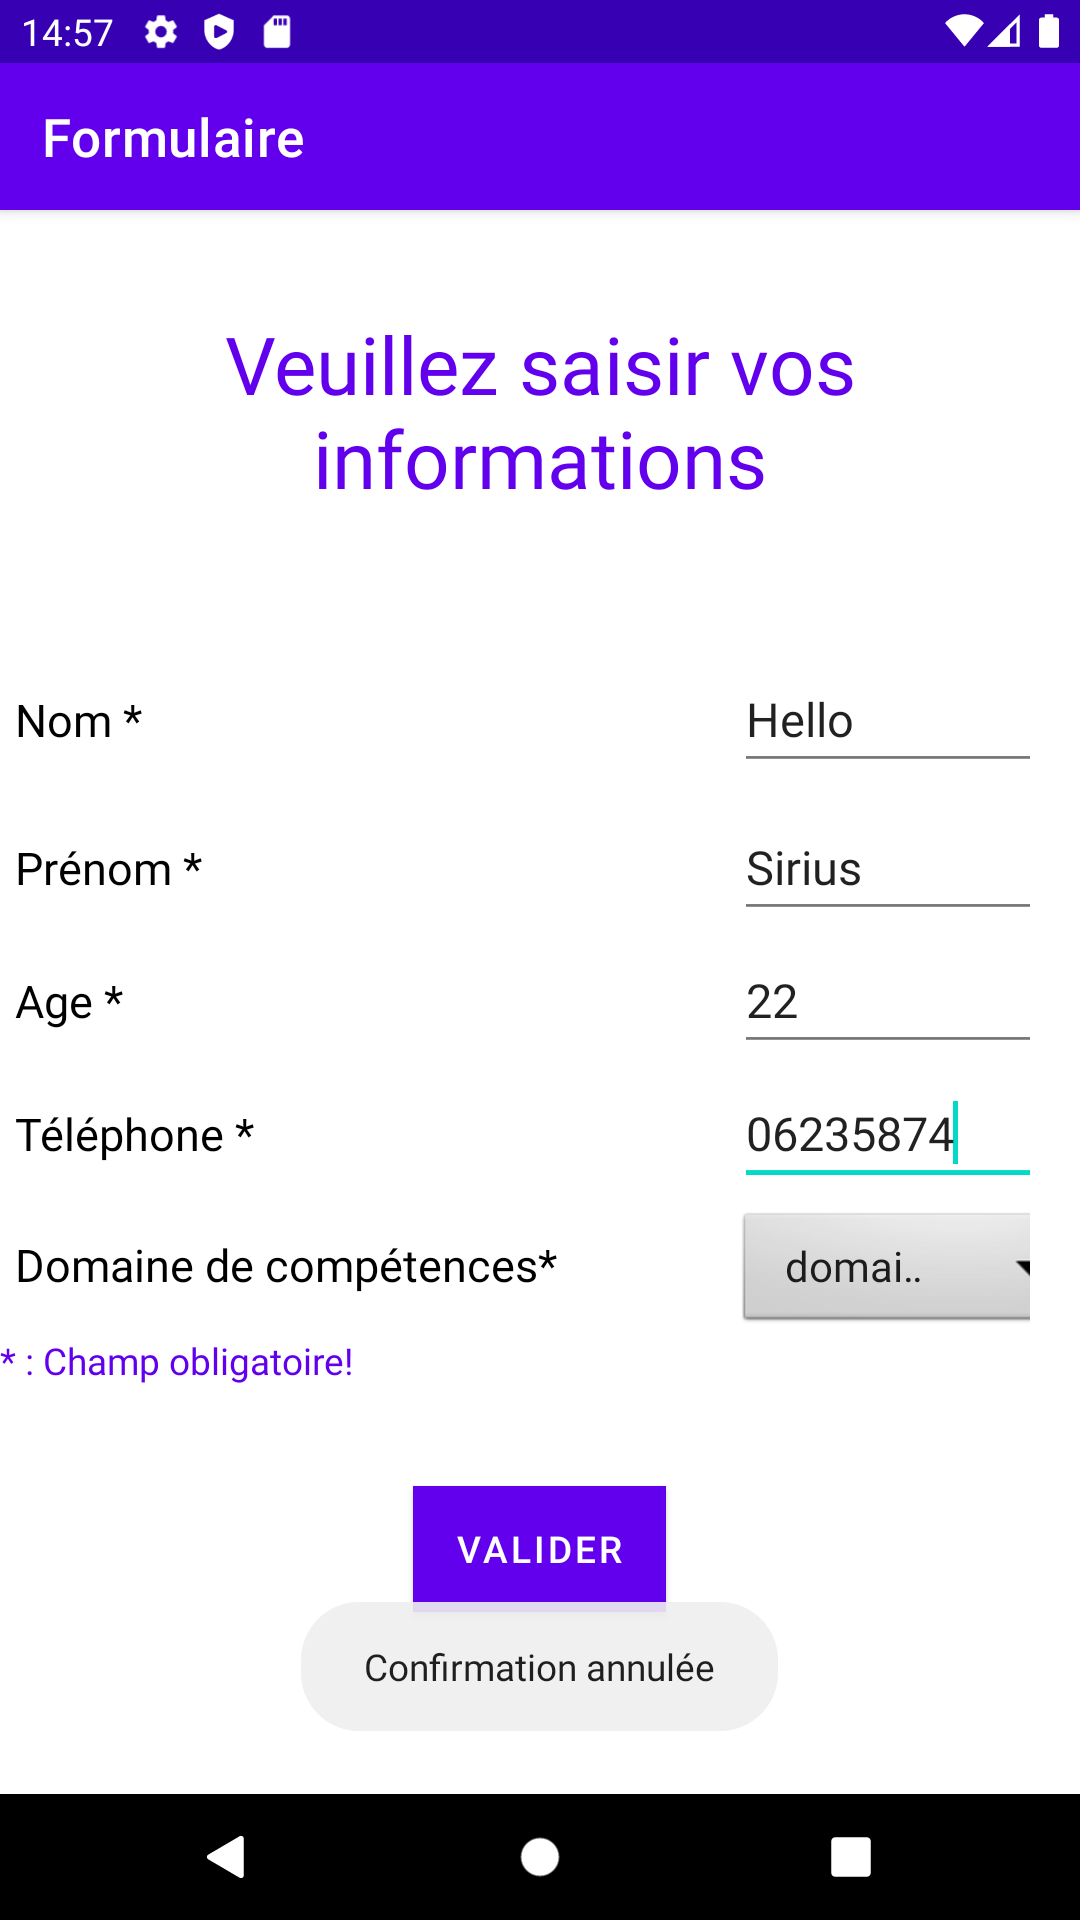 14:57
Formulaire
Veuillez saisir vos
informations
Nom * Hello
Prénom * Sirius
Age * 22
Téléphone * 06235874
Domaine de compétences* domai..
* : Champ obligatoire!
VALIDER
Confirmation annulée